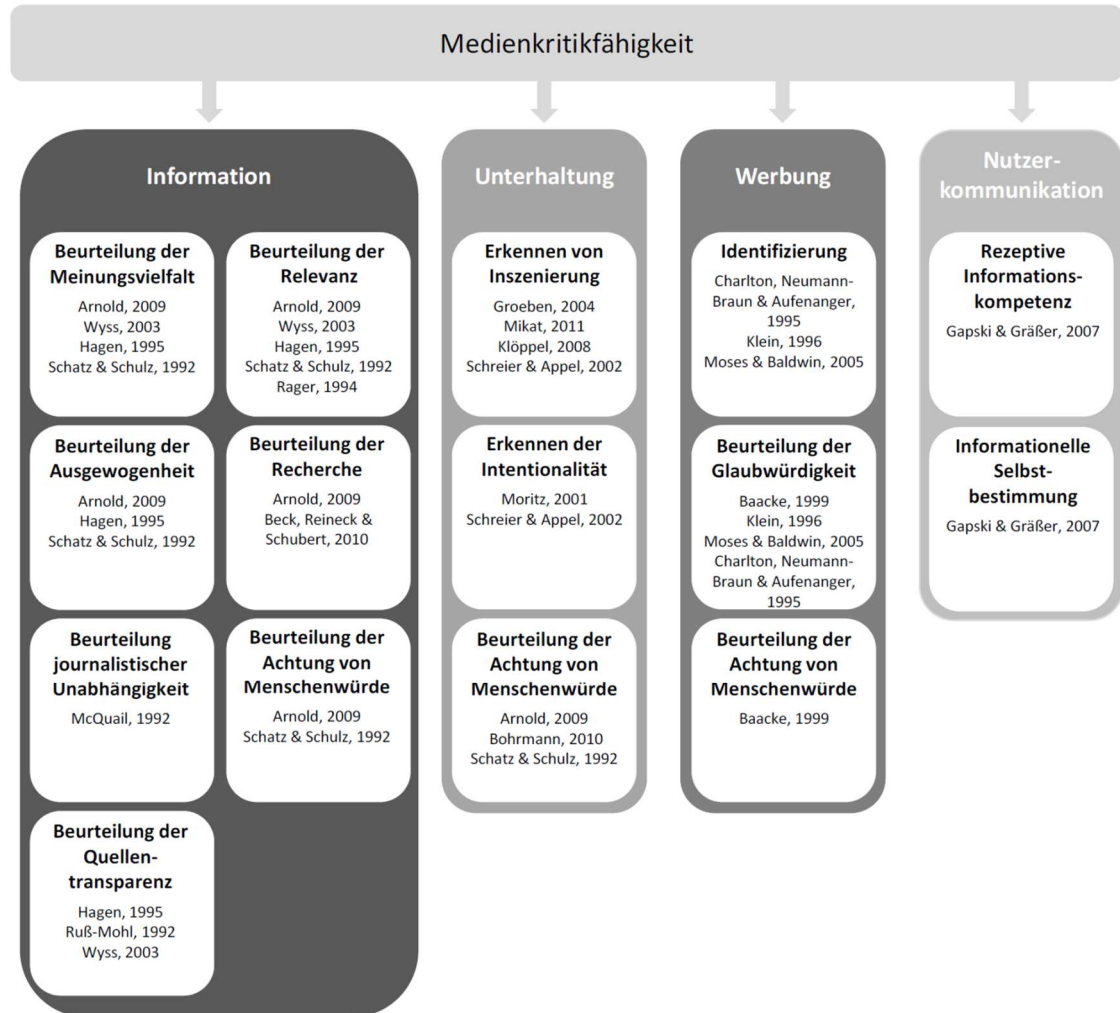 Medienkritikfähigkeit
Information
Beurteilung der
Meinungsvielfalt
Arnold, 2009
Wyss, 2003
Hagen, 1995
Schatz & Schulz, 1992
Beurteilung der
Relevanz
Arnold, 2009
Wyss, 2003
Hagen, 1995
Schatz & Schulz, 1992
Rager, 1994
Beurteilung der
Ausgewogenheit
Arnold, 2009
Hagen, 1995
Schatz & Schulz, 1992
Beurteilung der
Recherche
Arnold, 2009
Beck, Reineck &
Schubert, 2010
Beurteilung
journalistischer
Unabhängigkeit
McQuail, 1992
Beurteilung der
Achtung von
Menschenwürde
Arnold, 2009
Schatz & Schulz, 1992
Beurteilung der
Quellen-
transparenz
Hagen, 1995
Ruß-Mohl, 1992
Wyss, 2003
Unterhaltung
Erkennen von
Inszenierung
Groeben, 2004
Mikat, 2011
Klöppel, 2008
Schreier & Appel, 2002
Erkennen der
Intentionalität
Moritz, 2001
Schreier & Appel, 2002
Beurteilung der
Achtung von
Menschenwürde
Arnold, 2009
Bohrmann, 2010
Schatz & Schulz, 1992
Werbung
Identifizierung
Charlton, Neumann-
Braun & Aufenanger,
1995
Klein, 1996
Moses & Baldwin, 2005
Beurteilung der
Glaubwürdigkeit
Baacke, 1999
Klein, 1996
Moses & Baldwin, 2005
Charlton, Neumann-
Braun & Aufenanger,
1995
Beurteilung der
Achtung von
Menschenwürde
Baacke, 1999
Nutzer-
kommunikation
Rezeptive
Informations-
kompetenz
Gapski & Gräßer, 2007
Informationelle
Selbst-
bestimmung
Gapski & Gräßer, 2007